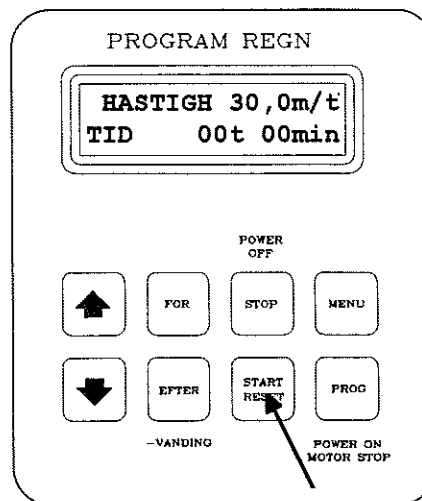 PROGRAM REGN
HASTIGH 30,0m/t
TID 00t 00min
POWER
OFF
FOR
STOP
MENU
EFTER
START
RESET
PROG
-VANDING
POWER ON
MOTOR STOP